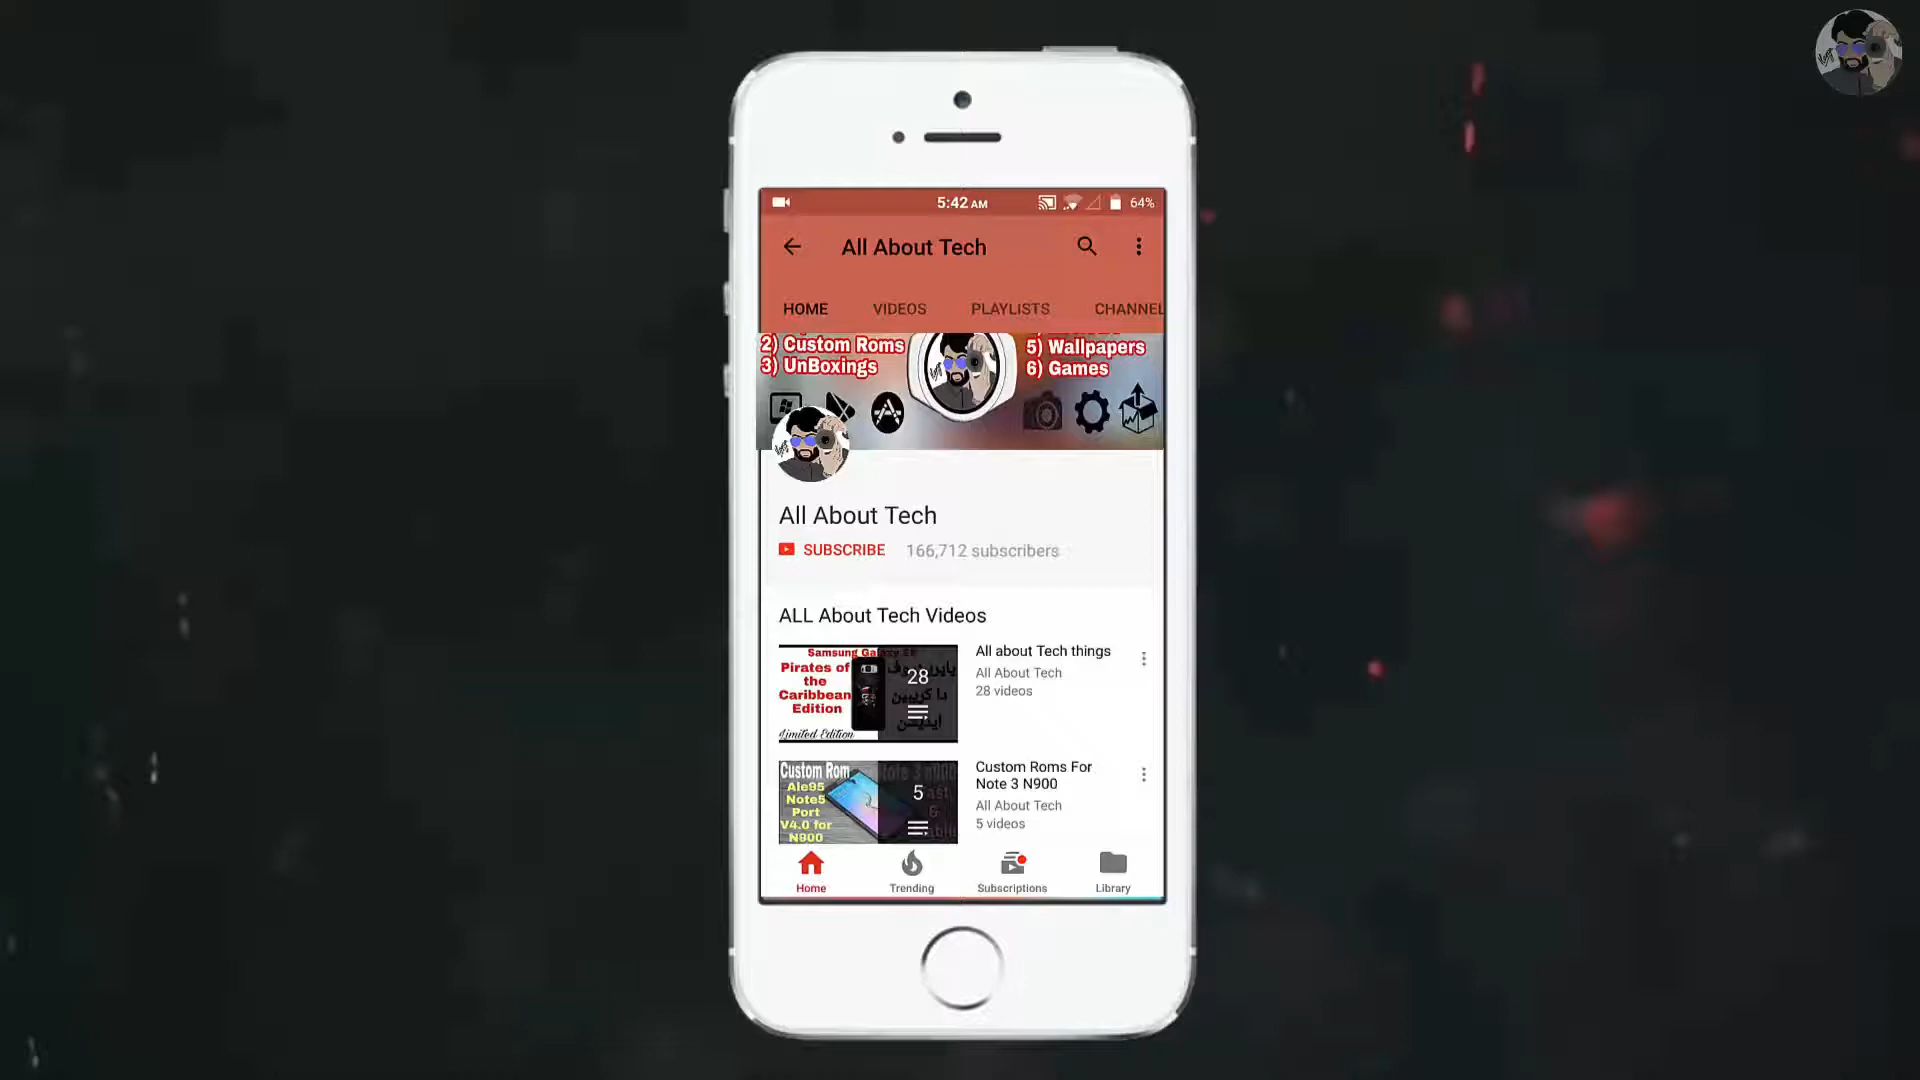 5:42 AM
64%
All About Tech
HOME
VIDEOS
PLAYLISTS
CHANNEL
2) Custom Roms
3) UnBoxings
5) Wallpapers
6) Games
All About Tech
SUBSCRIBE
166,712 subscribers
ALL About Tech Videos
Pirates of
the
Caribbean
Edition
Limited Edition
28
All about Tech things
All About Tech
28 videos
Custom Rom
Ale95
Note5
Port
V4.0 for
N900
Note 3 n900
&
5
Custom Roms For
Note 3 N900
All About Tech
5 videos
Home
Trending
Subscriptions
Library